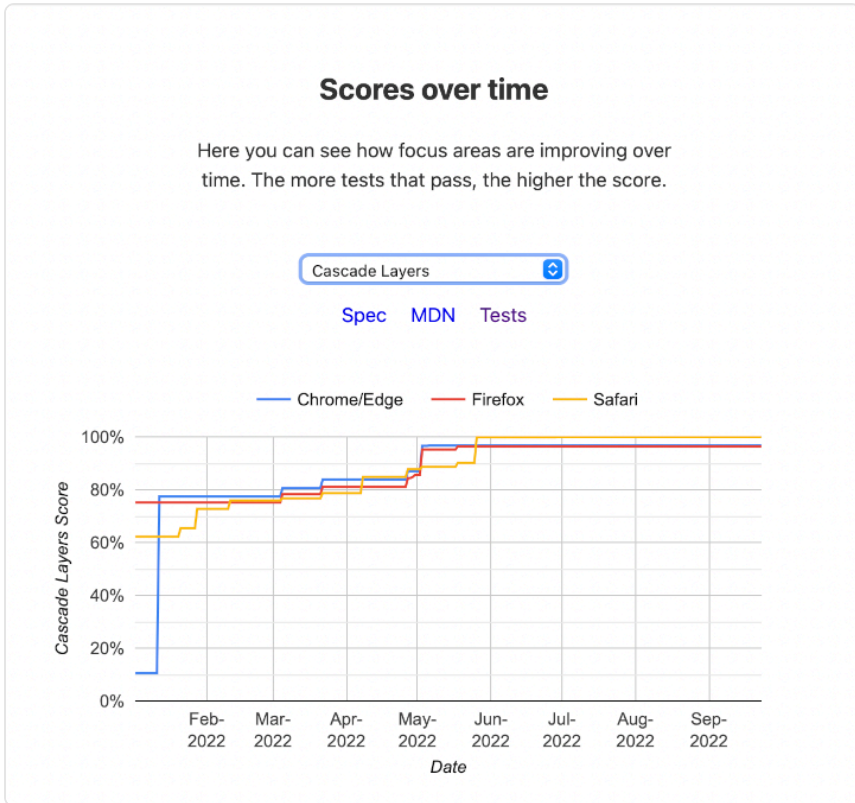 Scores over time
Here you can see how focus areas are improving over
time. The more tests that pass, the higher the score.
Cascade Layers
Spec MDN Tests
Chrome/Edge Firefox Safari
100%
80%
60%
40%
20%
0%
Cascade Layers Score
Feb-2022 Mar-2022 Apr-2022 May-2022 Jun-2022 Jul-2022 Aug-2022 Sep-2022
Date